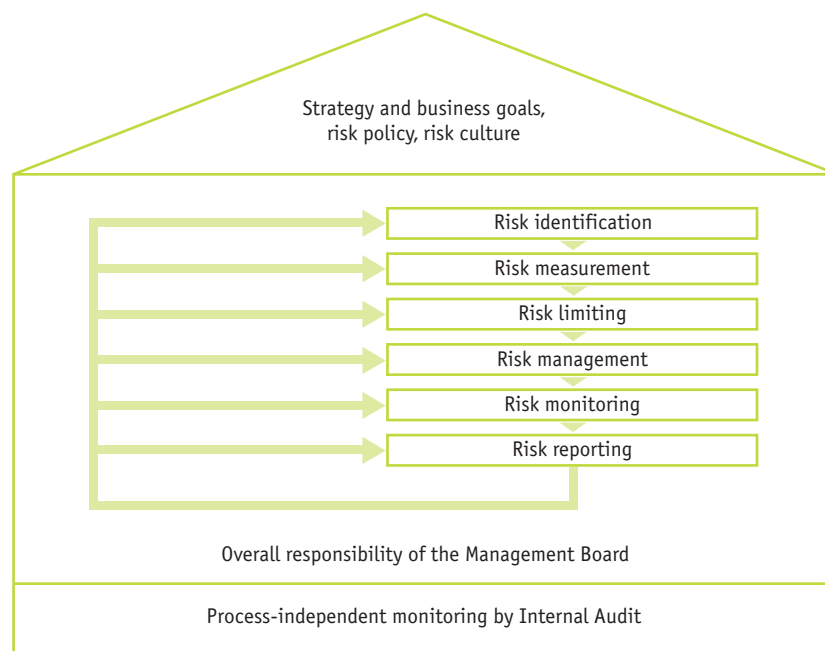 Strategy and business goals,
risk policy, risk culture
Risk identification
Risk measurement
Risk limiting
Risk management
Risk monitoring
Risk reporting
Overall responsibility of the Management Board
Process-independent monitoring by Internal Audit